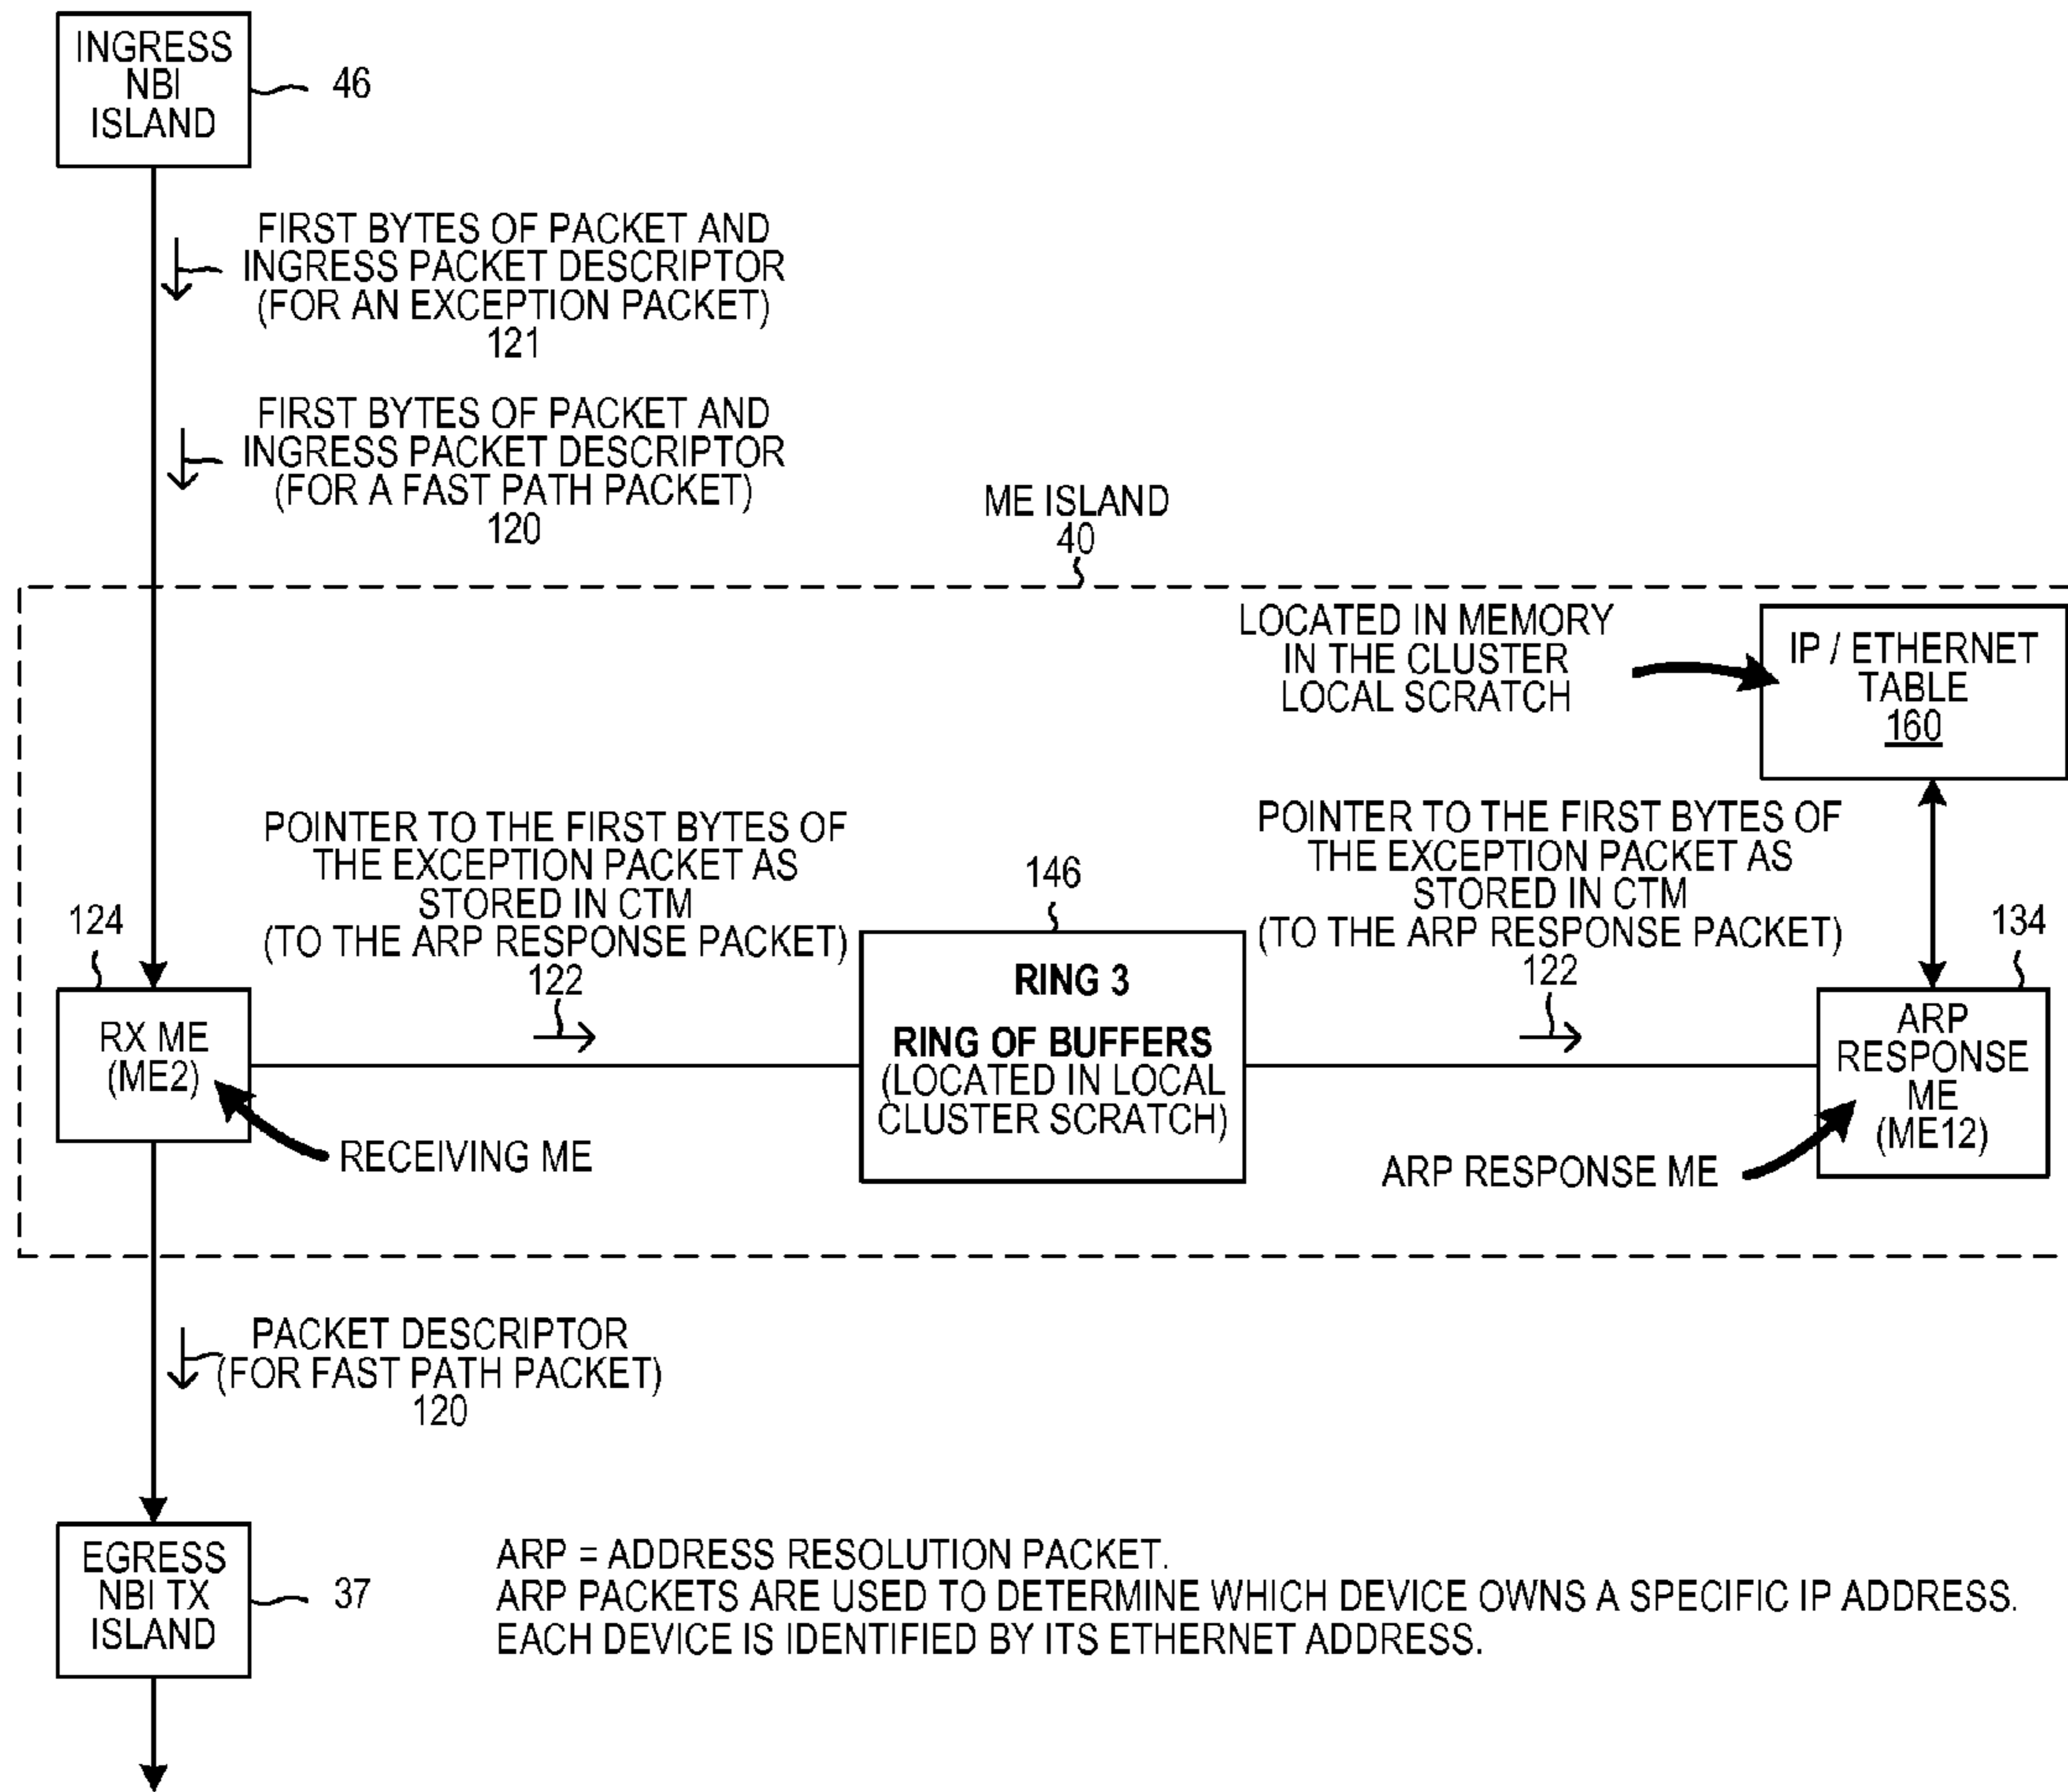 INGRESS
NBI
ISLAND
46
FIRST BYTES OF PACKET AND
INGRESS PACKET DESCRIPTOR
(FOR AN EXCEPTION PACKET)
121
FIRST BYTES OF PACKET AND
INGRESS PACKET DESCRIPTOR
(FOR A FAST PATH PACKET)
120
ME ISLAND
40
LOCATED IN MEMORY
IN THE CLUSTER
LOCAL SCRATCH
IP / ETHERNET
TABLE
160
POINTER TO THE FIRST BYTES OF
THE EXCEPTION PACKET AS
STORED IN CTM
(TO THE ARP RESPONSE PACKET)
122
146
POINTER TO THE FIRST BYTES OF
THE EXCEPTION PACKET AS
STORED IN CTM
(TO THE ARP RESPONSE PACKET)
122
124
134
RX ME
(ME2)
RING 3
RING OF BUFFERS
(LOCATED IN LOCAL
CLUSTER SCRATCH)
ARP
RESPONSE
ME
(ME12)
RECEIVING ME
ARP RESPONSE ME
PACKET DESCRIPTOR
(FOR FAST PATH PACKET)
120
EGRESS
NBI TX
ISLAND
37
ARP = ADDRESS RESOLUTION PACKET.
ARP PACKETS ARE USED TO DETERMINE WHICH DEVICE OWNS A SPECIFIC IP ADDRESS.
EACH DEVICE IS IDENTIFIED BY ITS ETHERNET ADDRESS.